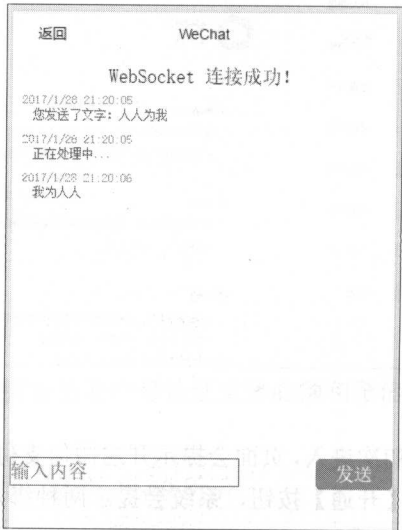 返回 WeChat
WebSocket 连接成功!
2017/1/28 21:20:05
您发送了文字: 人人为我
2017/1/28 21:20:05
正在处理中...
2017/1/28 21:20:06
我为人人
输入内容 发送